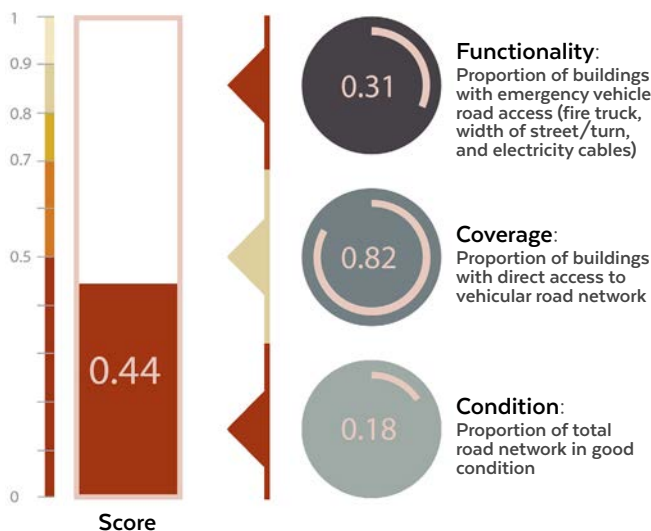 1
0.9
0.8
0.7
0.5
0
0.44
Score
0.31
Functionality:
Proportion of buildings
with emergency vehicle
road access (fire truck,
width of street/turn,
and electricity cables)
0.82
Coverage:
Proportion of buildings
with direct access to
vehicular road network
0.18
Condition:
Proportion of total
road network in good
condition